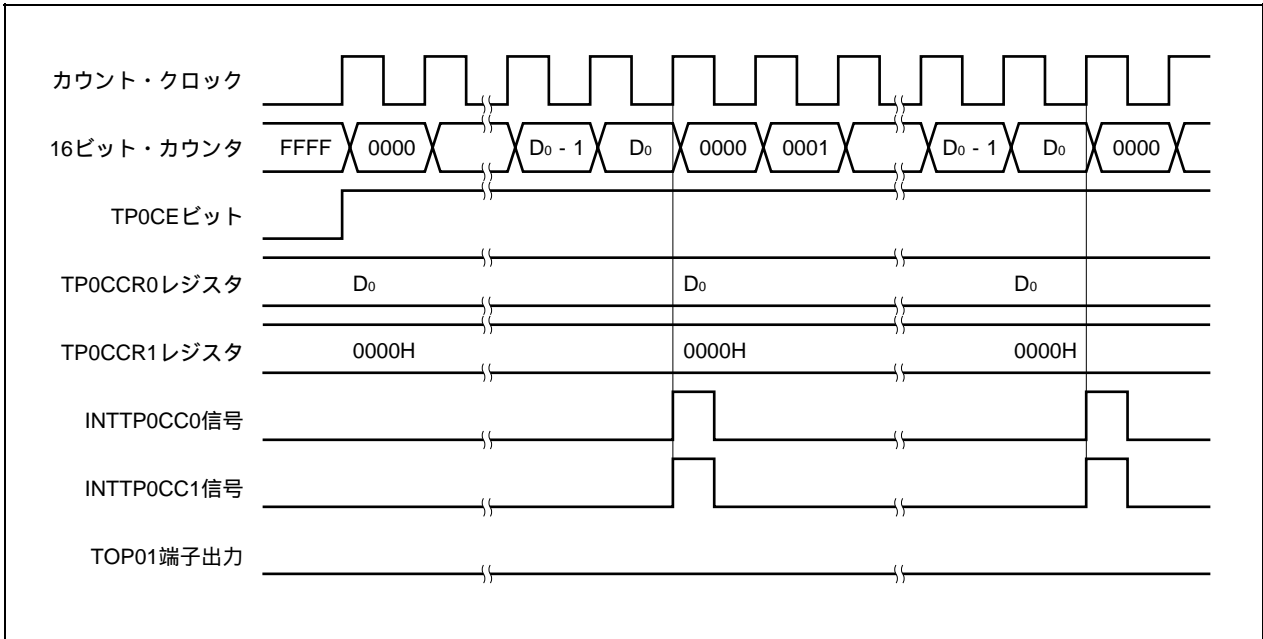 カウント・クロック
16ビット・カウンタ FFFF 0000 D0 - 1 D0 0000 0001 D0 - 1 D0 0000
TP0CEビット
TP0CCR0レジスタ D0 D0 D0
TP0CCR1レジスタ 0000H 0000H 0000H
INTTP0CC0信号
INTTP0CC1信号
TOP01端子出力